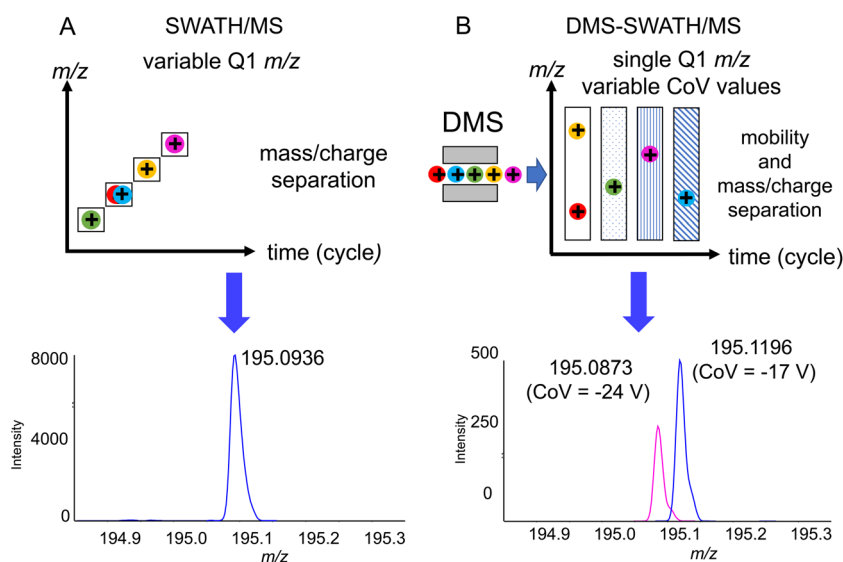 A
SWATH/MS
variable Q1 m/z
m/z
mass/charge
separation
time (cycle)
8000
4000
0
Intensity
195.0936
194.9
195.0
195.1
195.2
195.3
m/z
B
DMS-SWATH/MS
single Q1 m/z
variable CoV values
m/z
DMS
mobility
and
mass/charge
separation
time (cycle)
500
250
0
Intensity
195.0873
(CoV = -24 V)
195.1196
(CoV = -17 V)
194.9
195.0
195.1
195.2
195.3
m/z